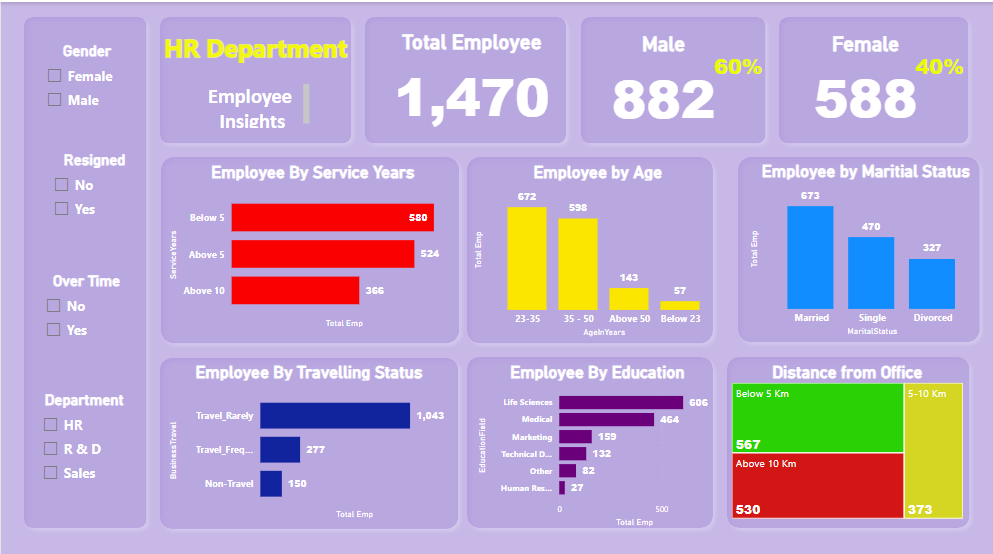 Gender
Female
Male
Resigned
No
Yes
Over Time
No
Yes
Department
HR
R & D
Sales
HR Department
Employee
Insights
Total Employee
1,470
Male
60%
882
Female
40%
588
Employee By Service Years
ServiceYears
Below 5
580
Above 5
524
Above 10
366
Total Emp
Employee by Age
Total Emp
672
598
143
57
23-35
35 - 50
Above 50
Below 23
AgeInYears
Employee by Maritial Status
Total Emp
673
470
327
Married
Single
Divorced
MaritalStatus
Employee By Travelling Status
BusinessTravel
Travel_Rarely
1,043
Travel_Freq...
277
Non-Travel
150
Total Emp
Employee By Education
EducationField
Life Sciences
606
Medical
464
Marketing
159
Technical D...
132
Other
82
Human Res...
27
0
500
Total Emp
Distance from Office
Below 5 Km
567
5-10 Km
373
Above 10 Km
530